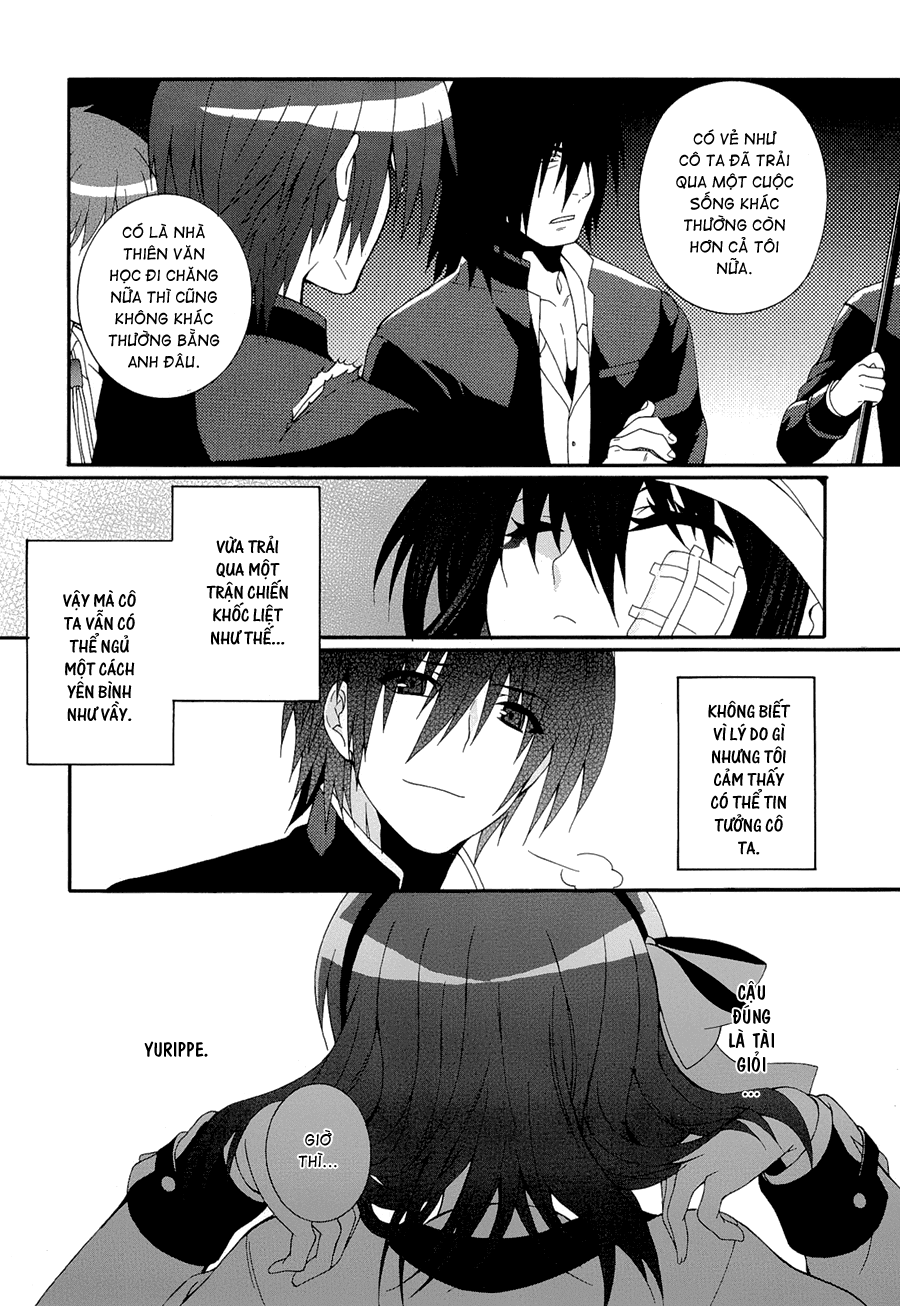 CÓ VẺ NHƯ
CÔ TA ĐÃ TRẢI
QUA MỘT CUỘC
SỐNG KHÁC
THƯỜNG CÒN
HƠN CẢ TÔI
NỮA.
CÓ LÀ NHÀ
THIÊN VĂN
HỌC ĐI CHĂNG
NỮA THÌ CŨNG
KHÔNG KHÁC
THƯỜNG BẰNG
ANH ĐÂU.
VỪA TRẢI
QUA MỘT
TRẬN CHIẾN
KHỐC LIỆT
NHƯ THẾ...
VẬY MÀ CÔ
TA VẪN CÓ
THỂ NGỦ
MỘT CÁCH
YÊN BÌNH
NHƯ VẦY.
KHÔNG BIẾT
VÌ LÝ DO GÌ
NHƯNG TÔI
CẢM THẤY
CÓ THỂ TIN
TƯỞNG CÔ
TA.
CẬU
ĐÚNG
LÀ TÀI
GIỎI
...
YURIPPE.
GIỜ
THÌ...